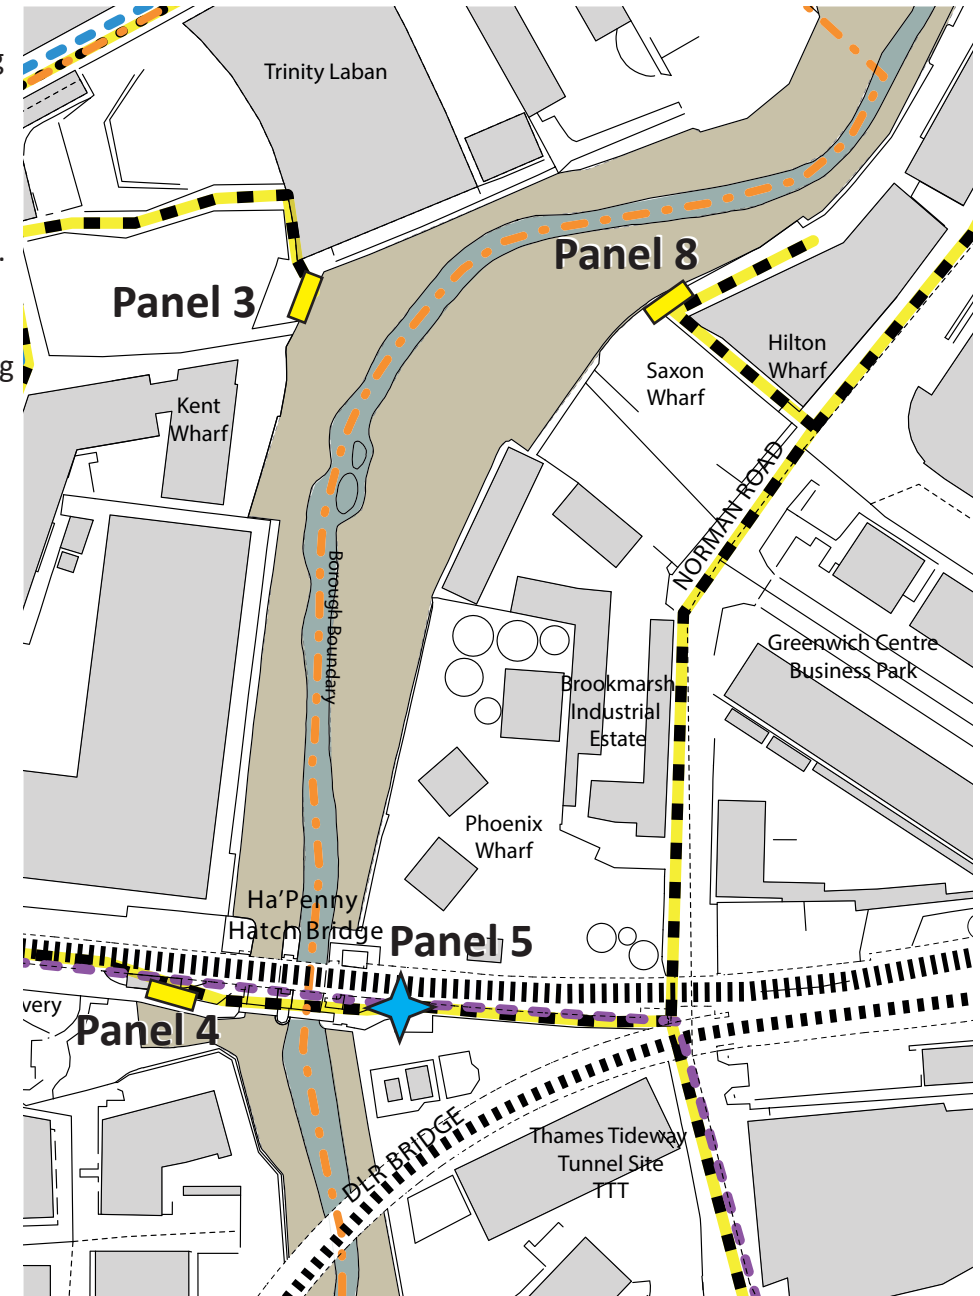 g
Trinity Laban
.
Panel 8
Panel 3
Hilton
Wharf
g
Saxon
Wharf
Kent
Wharf
NORMAN ROAD
Borough Boundary
Greenwich Centre
Business Park
Brookmarsh
Industrial
Estate
Phoenix
Wharf
Ha'Penny
Hatch Bridge
Panel 5
very
Panel 4
DLR BRIDGE
Thames Tideway
Tunnel Site
TTT